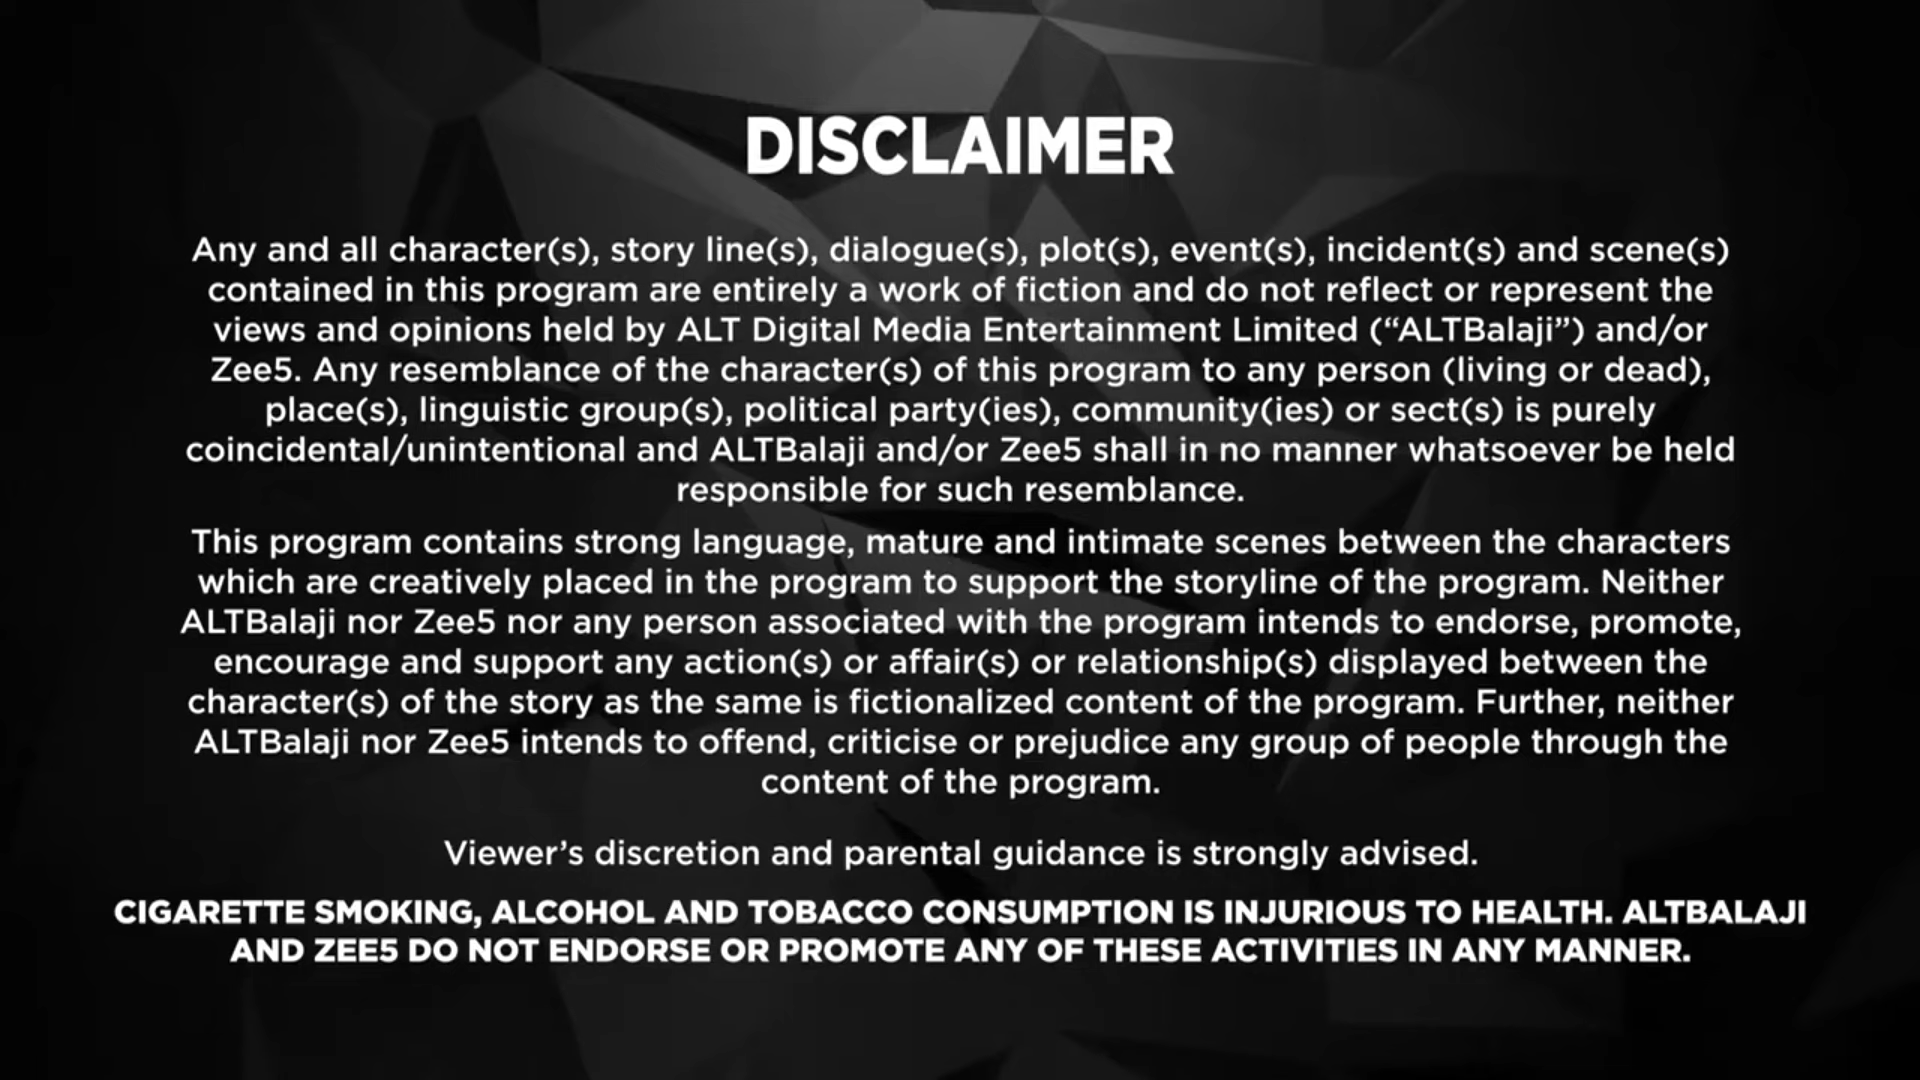 DISCLAIMER
Any and all character(s), story line(s), dialogue(s), plot(s), event(s), incident(s) and scene(s)
contained in this program are entirely a work of fiction and do not reflect or represent the
views and opinions held by ALT Digital Media Entertainment Limited (“ALTBalaji”) and/or
Zee5. Any resemblance of the character(s) of this program to any person (living or dead),
place(s), linguistic group(s), political party(ies), community(ies) or sect(s) is purely
coincidental/unintentional and ALTBalaji and/or Zee5 shall in no manner whatsoever be held
responsible for such resemblance.
This program contains strong language, mature and intimate scenes between the characters
which are creatively placed in the program to support the storyline of the program. Neither
ALTBalaji nor Zee5 nor any person associated with the program intends to endorse, promote,
encourage and support any action(s) or affair(s) or relationship(s) displayed between the
character(s) of the story as the same is fictionalized content of the program. Further, neither
ALTBalaji nor Zee5 intends to offend, criticise or prejudice any group of people through the
content of the program.
Viewer’s discretion and parental guidance is strongly advised.
CIGARETTE SMOKING, ALCOHOL AND TOBACCO CONSUMPTION IS INJURIOUS TO HEALTH. ALTBALAJI
AND ZEE5 DO NOT ENDORSE OR PROMOTE ANY OF THESE ACTIVITIES IN ANY MANNER.